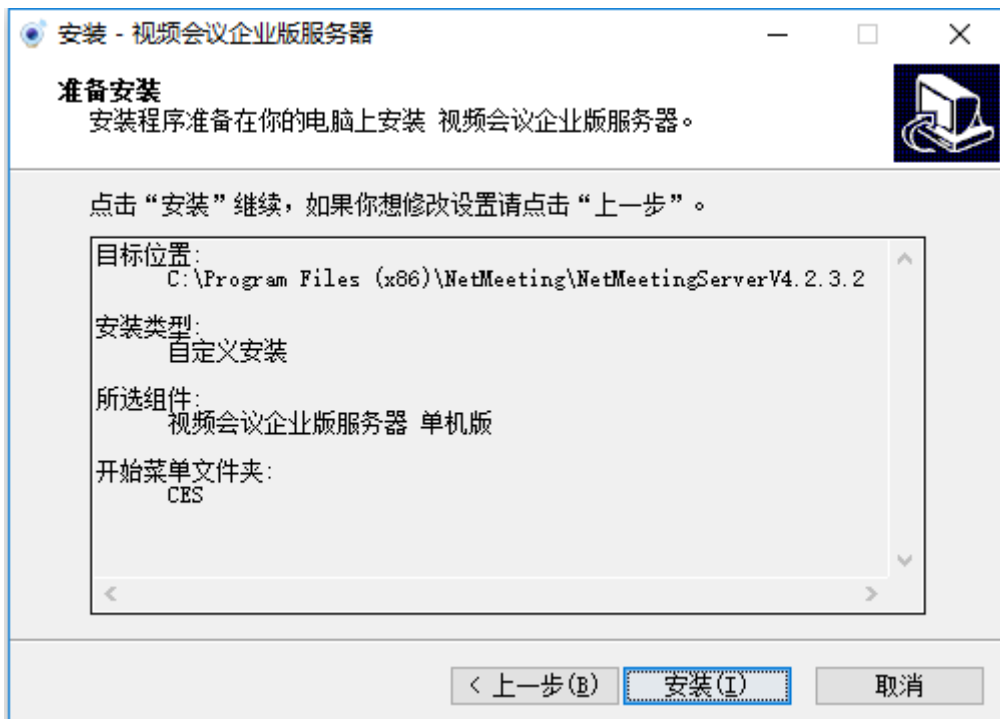 安装 - 视频会议企业版服务器
准备安装
安装程序准备在你的电脑上安装 视频会议企业版服务器。
点击“安装”继续，如果你想修改设置请点击“上一步”。
目标位置:
C:\Program Files (x86)\NetMeeting\NetMeetingServerV4.2.3.2
安装类型:
自定义安装
所选组件:
视频会议企业版服务器 单机版
开始菜单文件夹:
CES
< 上一步(B)
安装(I)
取消